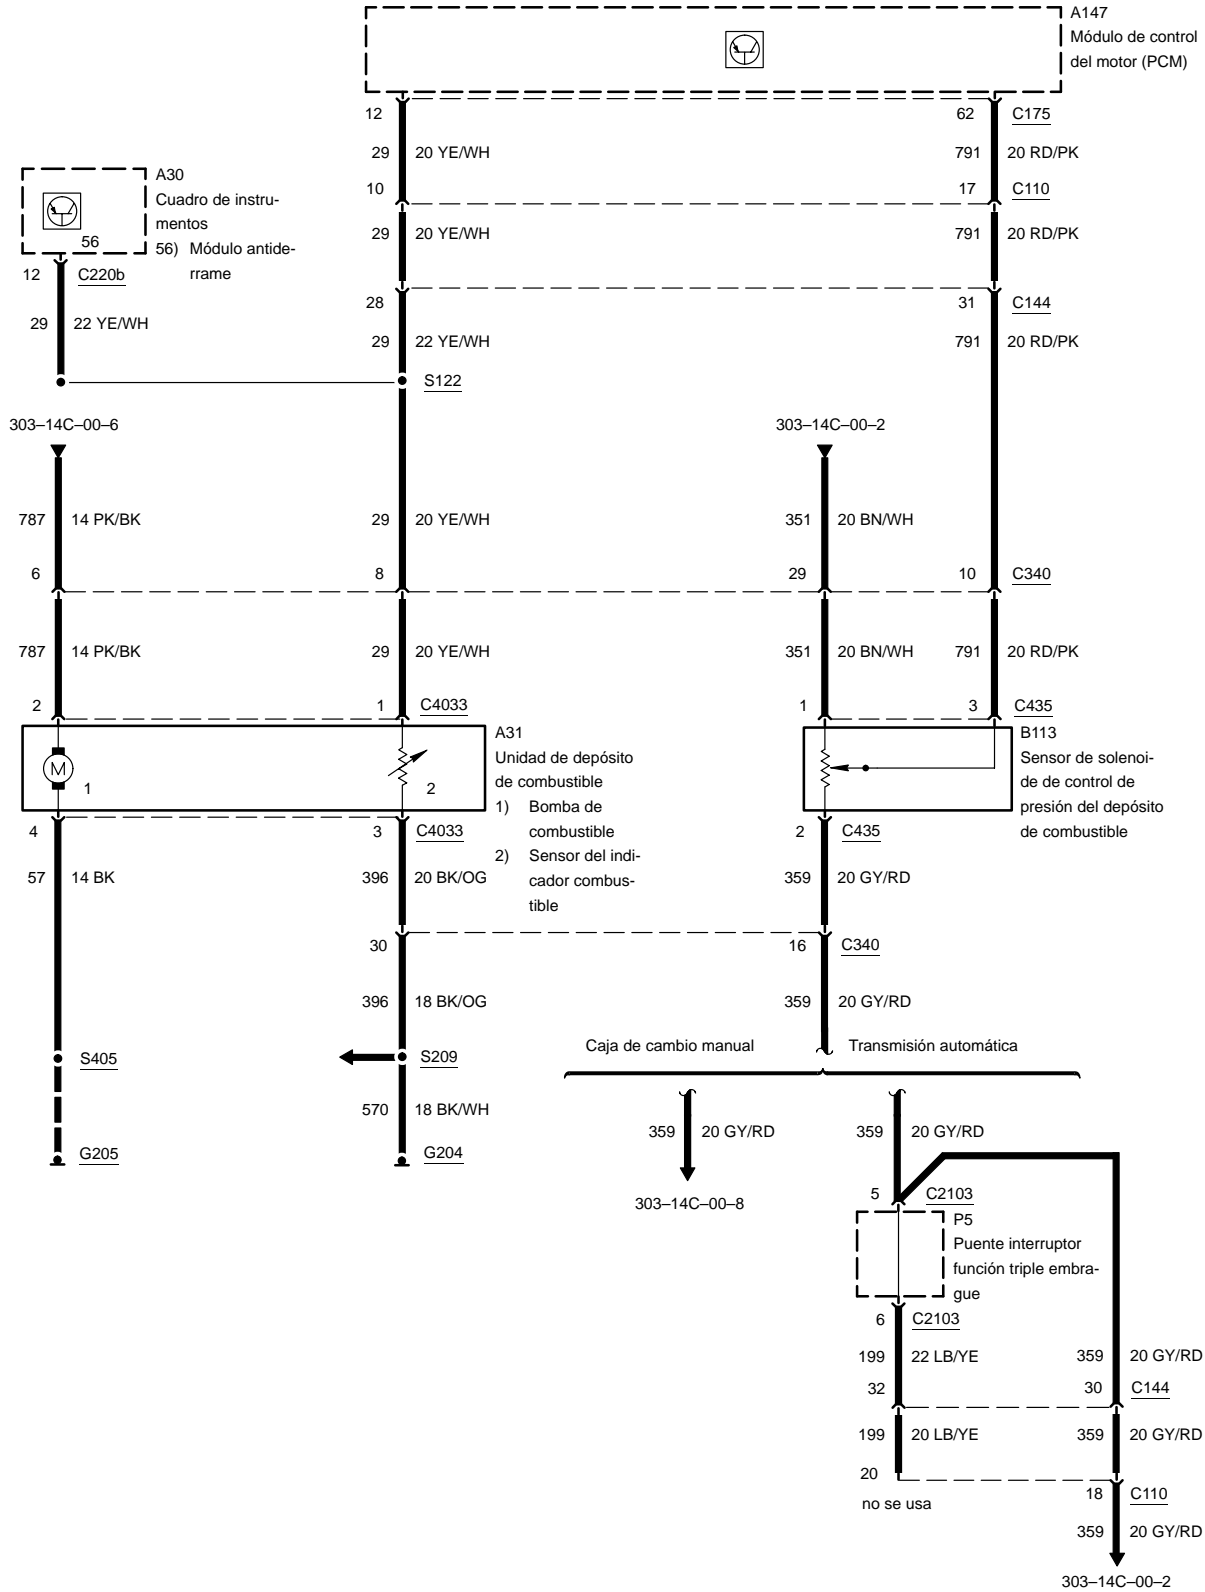 A147
Módulo de control
del motor (PCM)
12 62 C175
29 20 YE/WH 791 20 RD/PK
10 17 C110
A30
Cuadro de instru-
mentos
56) Módulo antide-
rrame
56
29 20 YE/WH 791 20 RD/PK
12 C220b
28 31 C144
29 22 YE/WH
29 22 YE/WH 791 20 RD/PK
S122
303–14C–00–6 303–14C–00–2
787 14 PK/BK 29 20 YE/WH 351 20 BN/WH
6 8 29 10 C340
787 14 PK/BK 29 20 YE/WH 351 20 BN/WH 791 20 RD/PK
2 1 C4033 1 3 C435
A31
Unidad de depósito
de combustible
1) Bomba de
combustible
2) Sensor del indi-
cador combus-
tible
B113
Sensor de solenoi-
de de control de
presión del depósito
de combustible
M 1 2
4 3 C4033 2 C435
57 14 BK 396 20 BK/OG 359 20 GY/RD
30 16 C340
396 18 BK/OG 359 20 GY/RD
Caja de cambio manual Transmisión automática
S405 S209
570 18 BK/WH 359 20 GY/RD 359 20 GY/RD
G205 G204
303–14C–00–8
5 C2103
P5
Puente interruptor
función triple embra-
gue
6 C2103
199 22 LB/YE 359 20 GY/RD
32 30 C144
199 20 LB/YE 359 20 GY/RD
20
18 C110
no se usa
359 20 GY/RD
303–14C–00–2